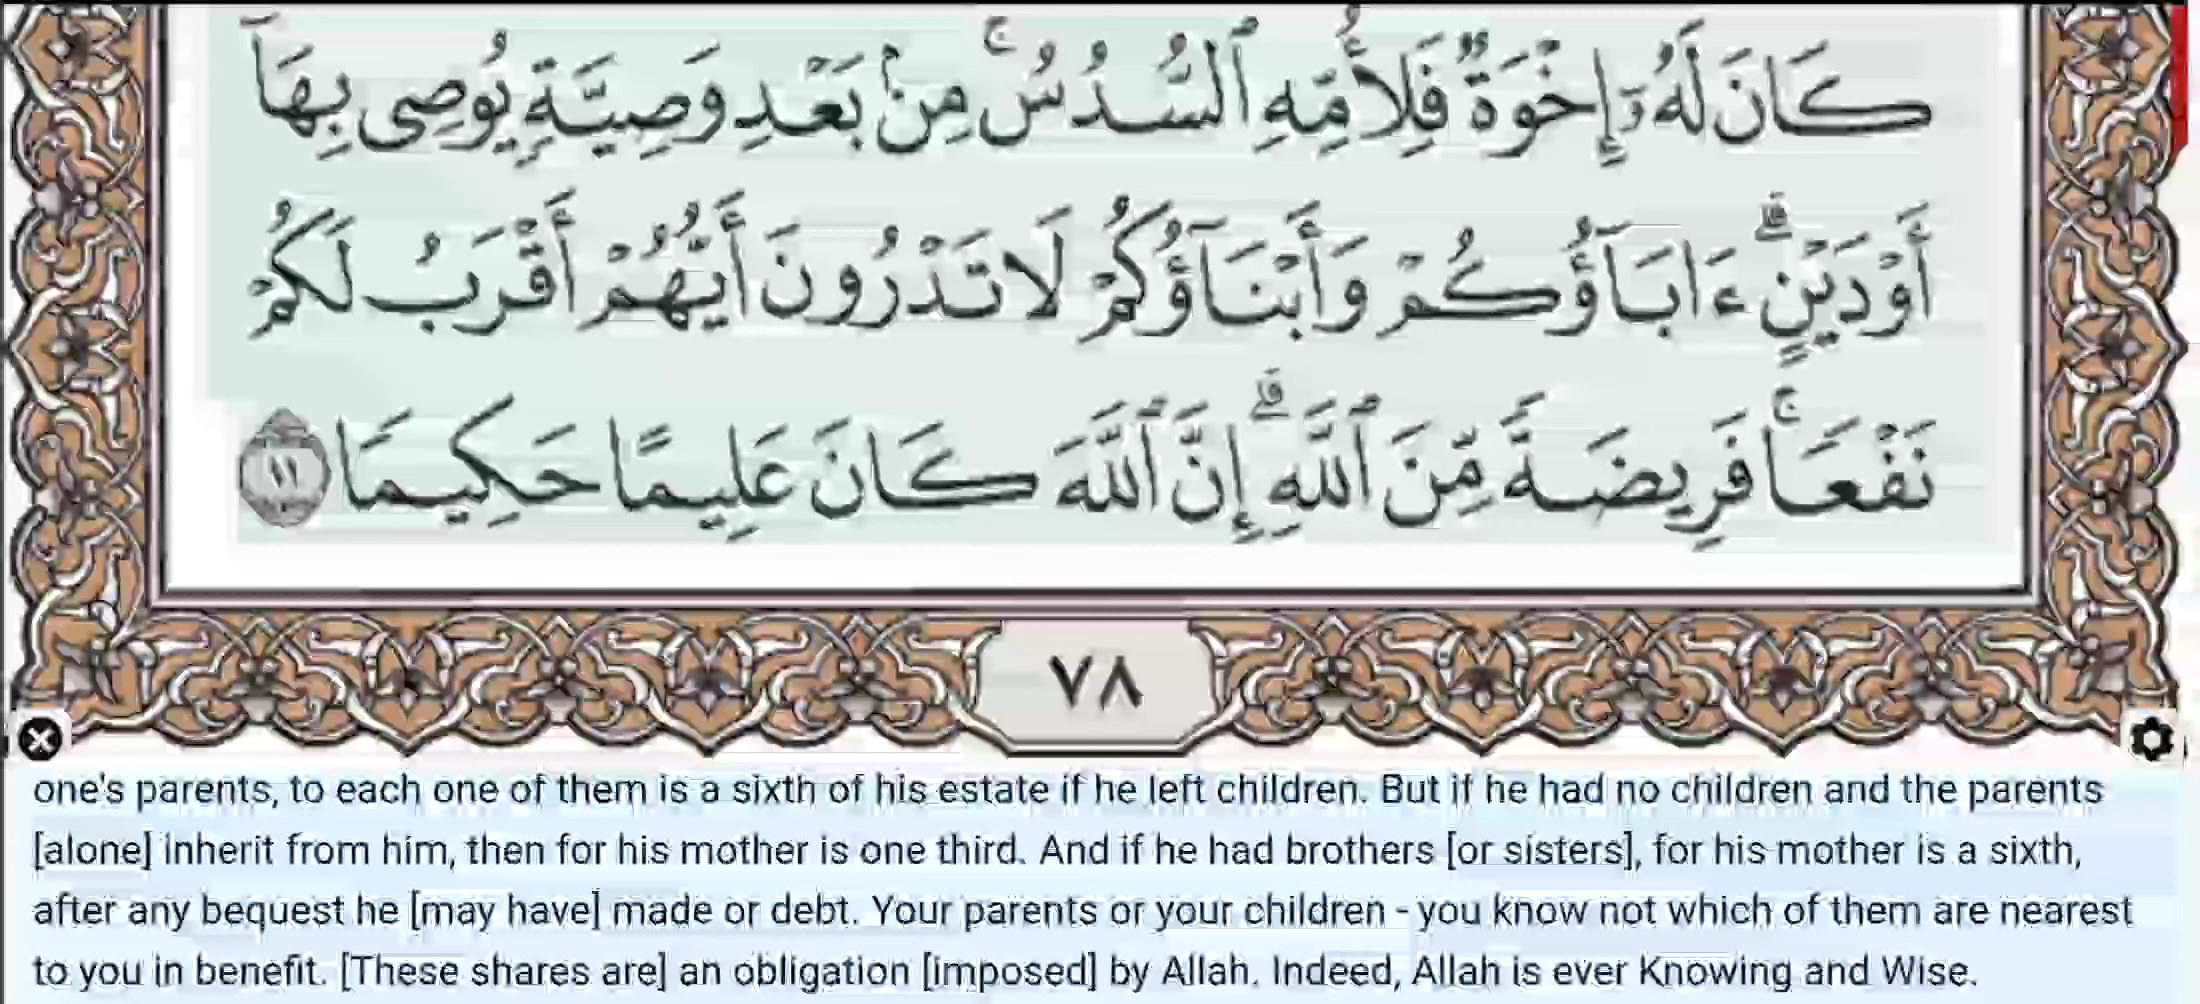 كَانَ لَهُۥٓ إِخْوَةٌ فَلِأُمِّهِ ٱلسُّدُسُ ۚ مِنۢ بَعْدِ وَصِيَّةٍ يُوصِى بِهَآ
أَوْ دَيْنٍ ۗ ءَابَآؤُكُمْ وَأَبْنَآؤُكُمْ لَا تَدْرُونَ أَيُّهُمْ أَقْرَبُ لَكُمْ
نَفْعًا ۚ فَرِيضَةً مِّنَ ٱللَّهِ ۗ إِنَّ ٱللَّهَ كَانَ عَلِيمًا حَكِيمًا ١١
٧٨
one's parents, to each one of them is a sixth of his estate if he left children. But if he had no children and the parents
[alone] inherit from him, then for his mother is one third. And if he had brothers [or sisters], for his mother is a sixth,
after any bequest he [may have] made or debt. Your parents or your children - you know not which of them are nearest
to you in benefit. [These shares are] an obligation [imposed] by Allah. Indeed, Allah is ever Knowing and Wise.